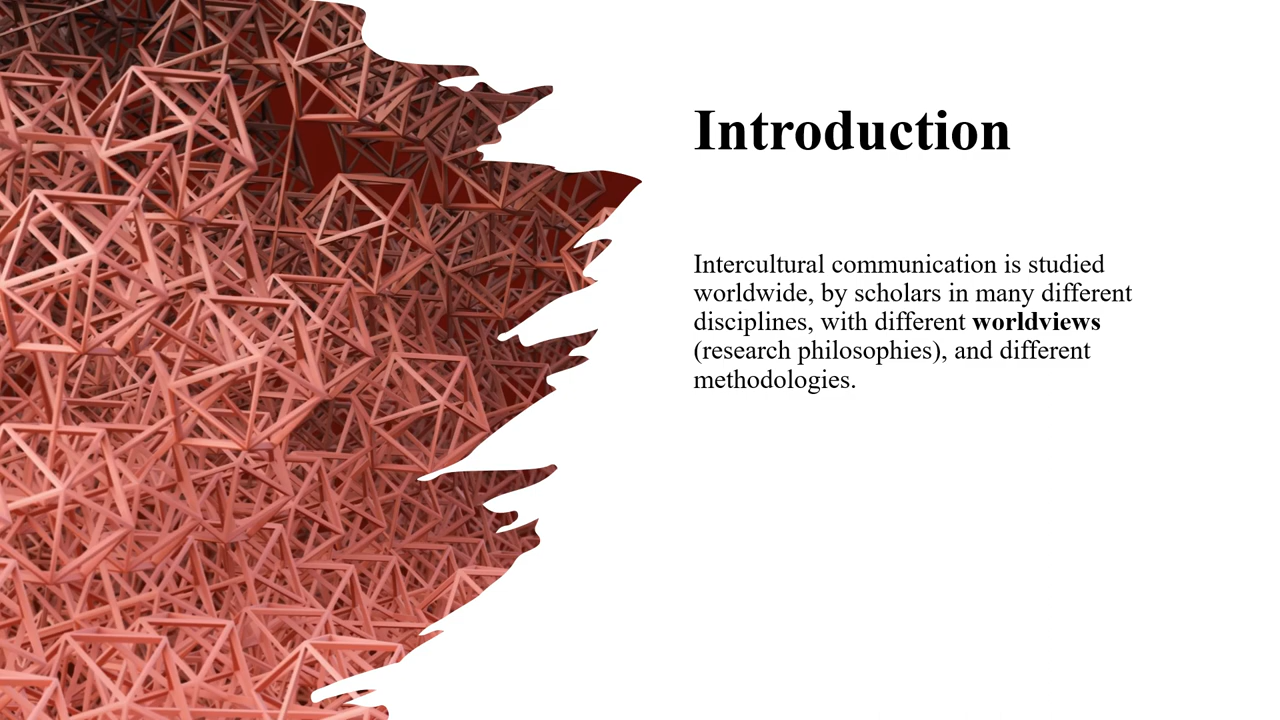 Introduction
Intercultural communication is studied
worldwide, by scholars in many different
disciplines, with different worldviews
(research philosophies), and different
methodologies.